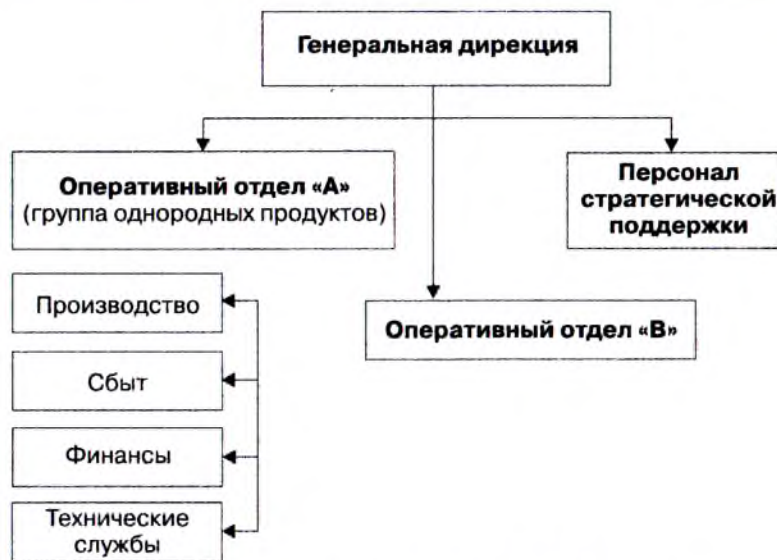 Генеральная дирекция
Оперативный отдел «А»
(группа однородных продуктов)
Персонал
стратегической
поддержки
Производство
Оперативный отдел «В»
Сбыт
Финансы
Технические
службы